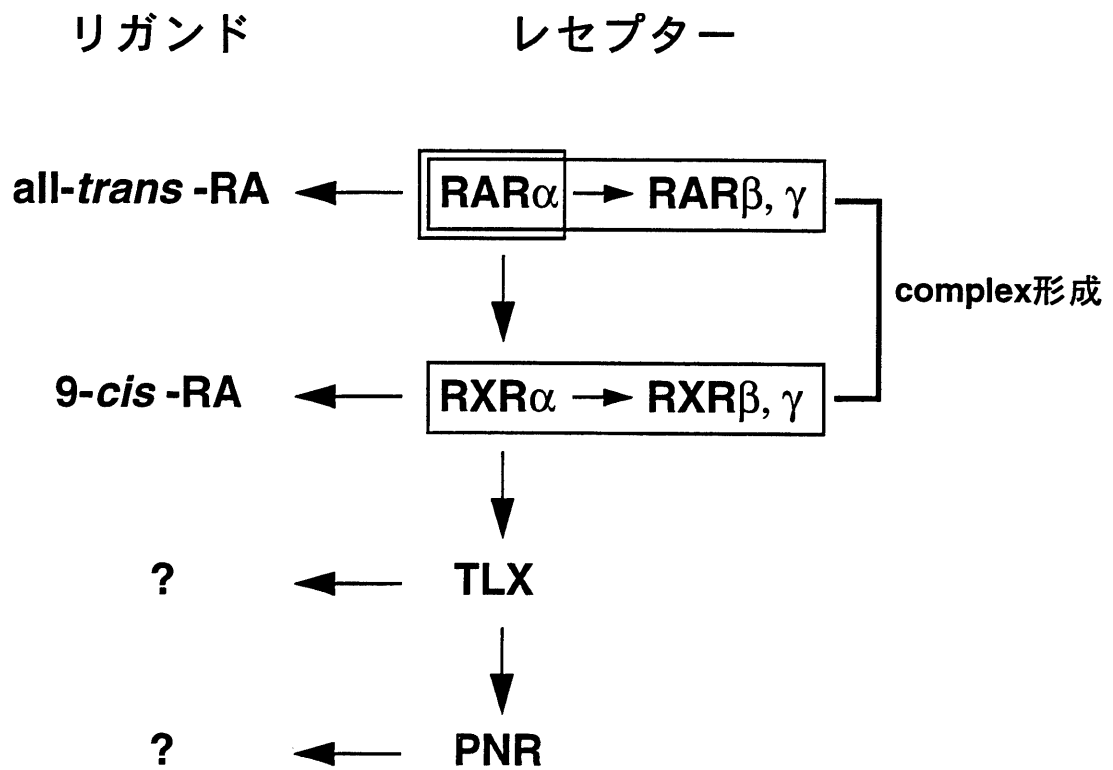 リガンド レセプター
all-trans -RA RARα RARβ, γ
complex形成
9-cis -RA RXRα RXRβ, γ
? TLX
? PNR